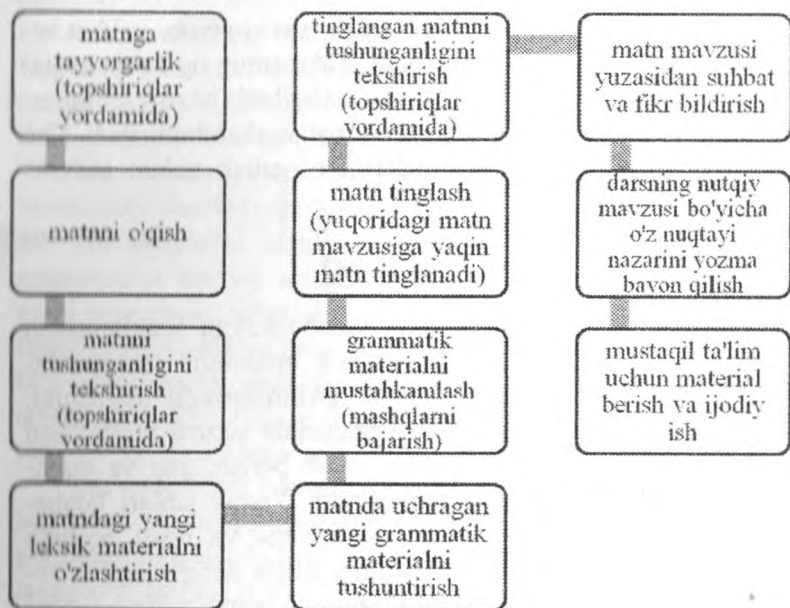 matnga
tayyorgarlik
(topshiriqlar
yordamida)
matnni o'qish
matnni
tushunganligini
tekshirish
(topshiriqlar
yordamida)
matndagi yangi
leksik materialni
o'zlashtirish
matnda uchragan
yangi grammatik
materialni
tushuntirish
grammatik
materialni
mustahkamlash
(mashqlarni
bajarish)
matn tinglash
(yuqoridagi matn
mavzusiga yaqin
matn tinglanadi)
tinglangan matnni
tushunganligini
tekshirish
(topshiriqlar
yordamida)
matn mavzusi
yuzasidan suhbat
va fikr bildirish
darsning nutqiy
mavzusi bo'yicha
o'z nuqtayi
nazarini yozma
bayon qilish
mustaqil ta'lim
uchun material
berish va ijodiy
ish